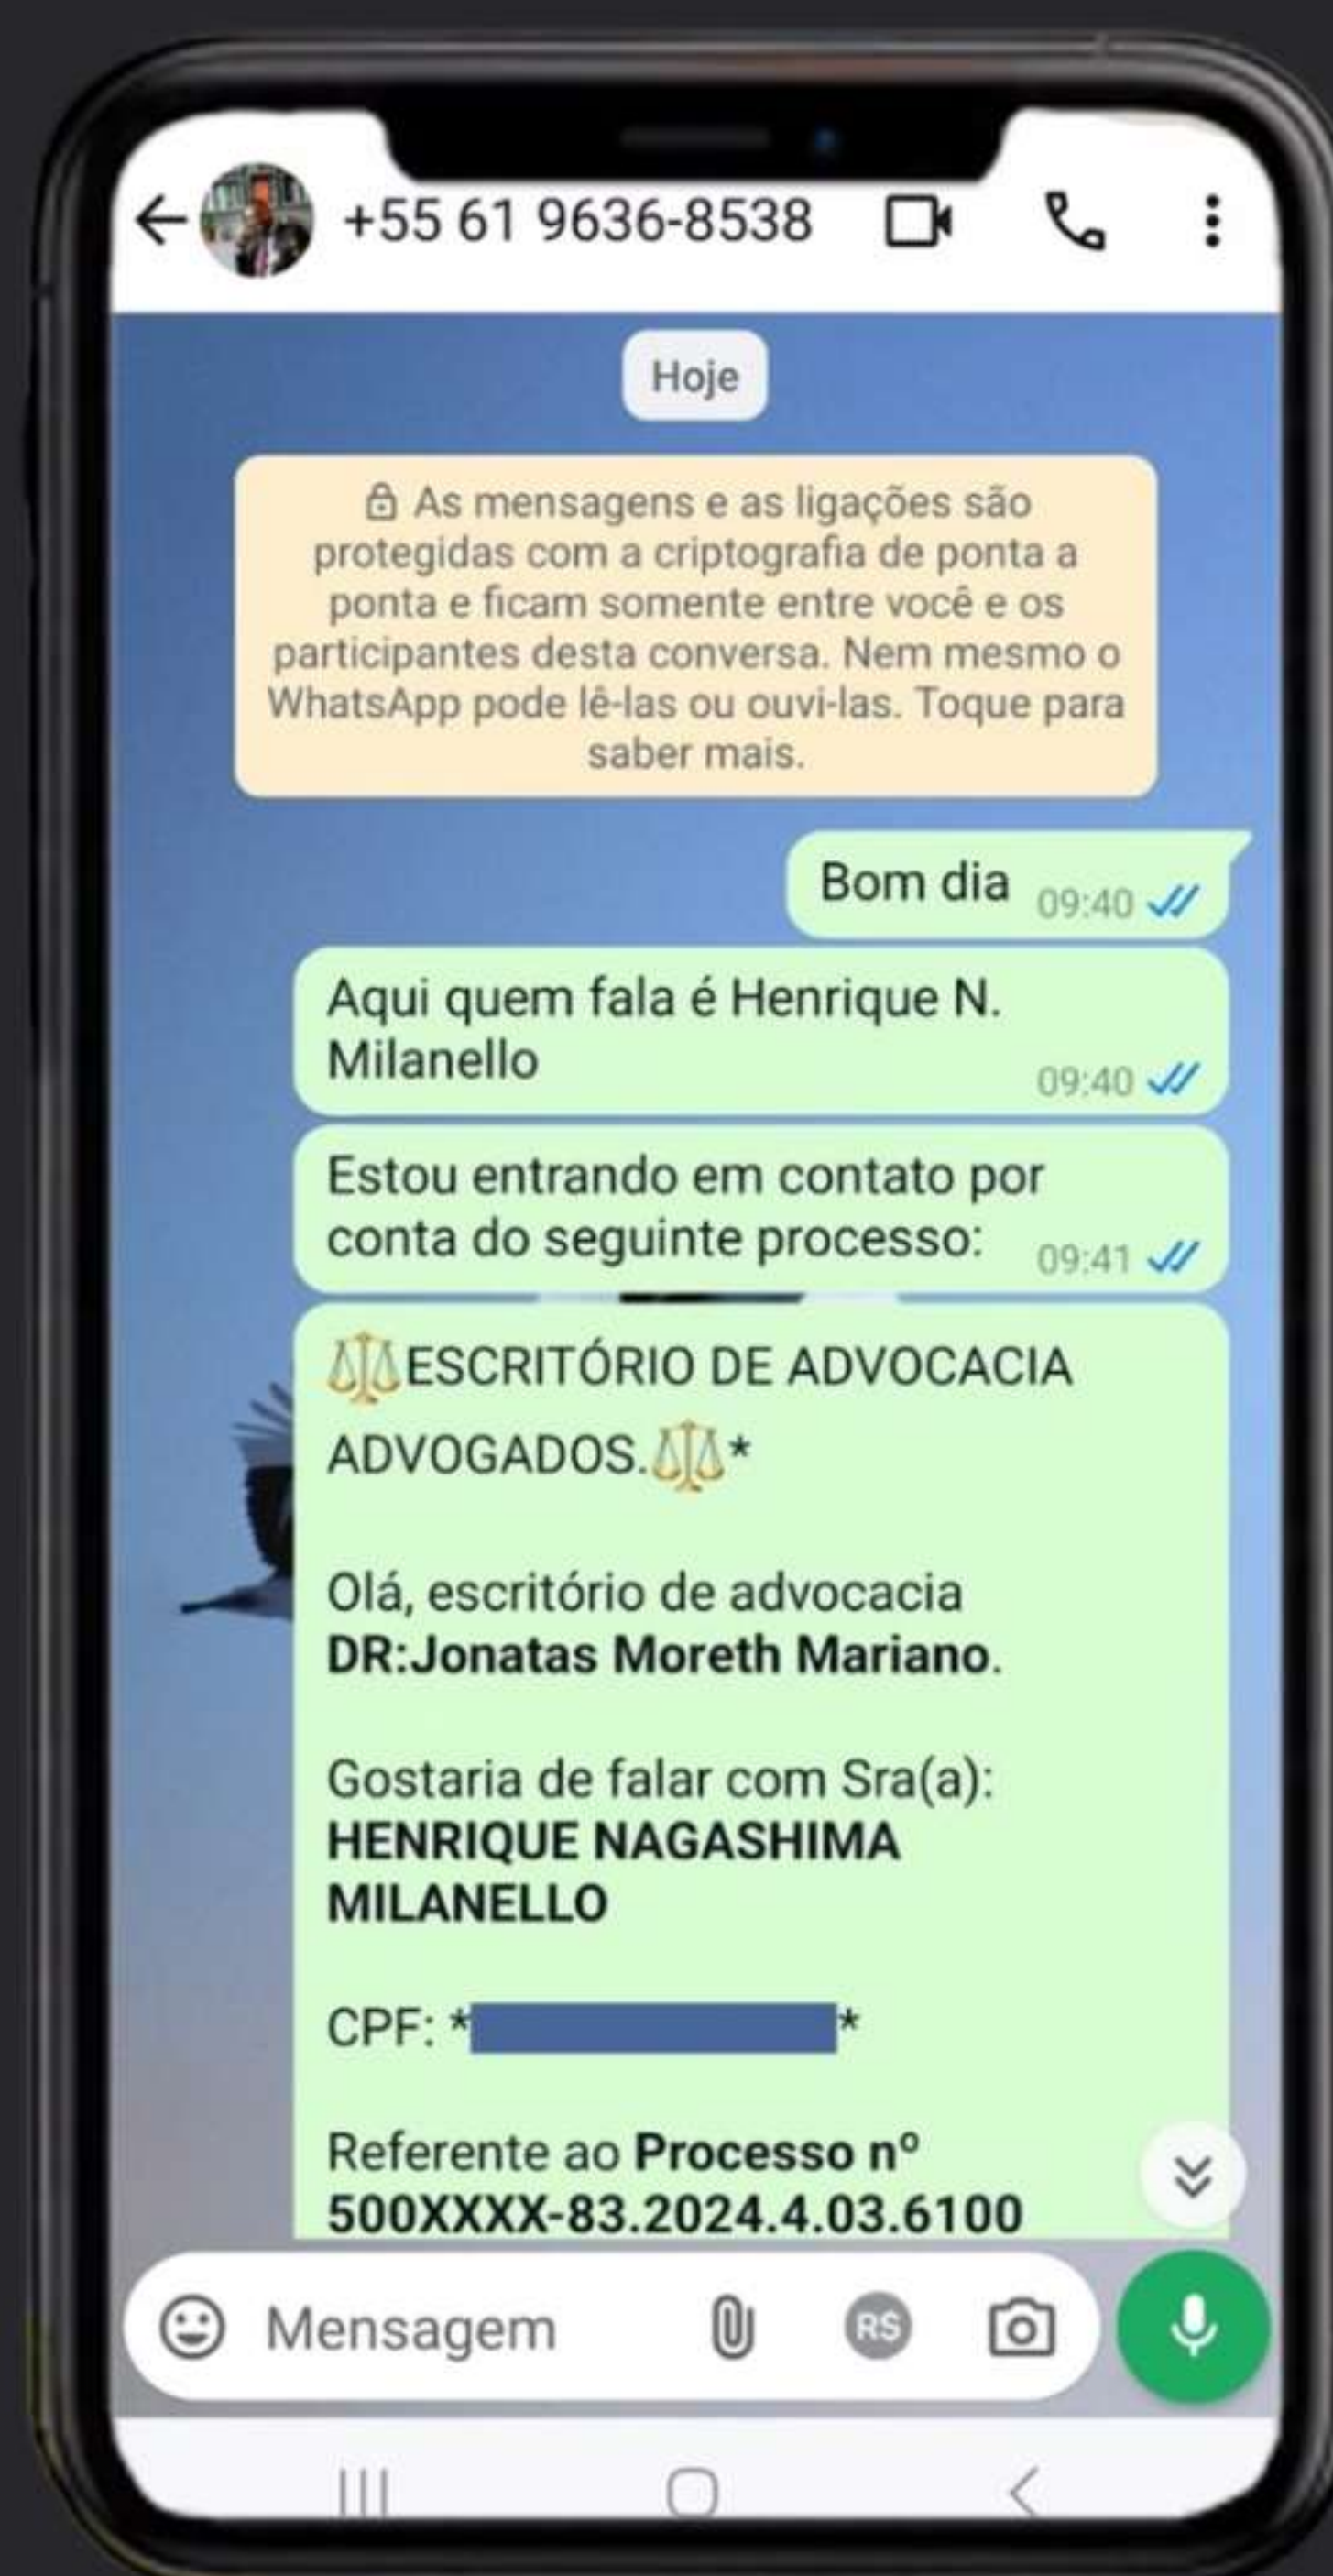 +55 61 9636-8538
Hoje
As mensagens e as ligações são
protegidas com a criptografia de ponta a
ponta e ficam somente entre você e os
participantes desta conversa. Nem mesmo o
WhatsApp pode lê-las ou ouvi-las. Toque para
saber mais.
Bom dia 09:40
Aqui quem fala é Henrique N.
Milanello 09:40
Estou entrando em contato por
conta do seguinte processo: 09:41
ESCRITÓRIO DE ADVOCACIA
ADVOGADOS.*
Olá, escritório de advocacia
DR:Jonatas Moreth Mariano.
Gostaria de falar com Sra(a):
HENRIQUE NAGASHIMA
MILANELLO
CPF: * *
Referente ao Processo nº
500XXXX-83.2024.4.03.6100
Mensagem R$